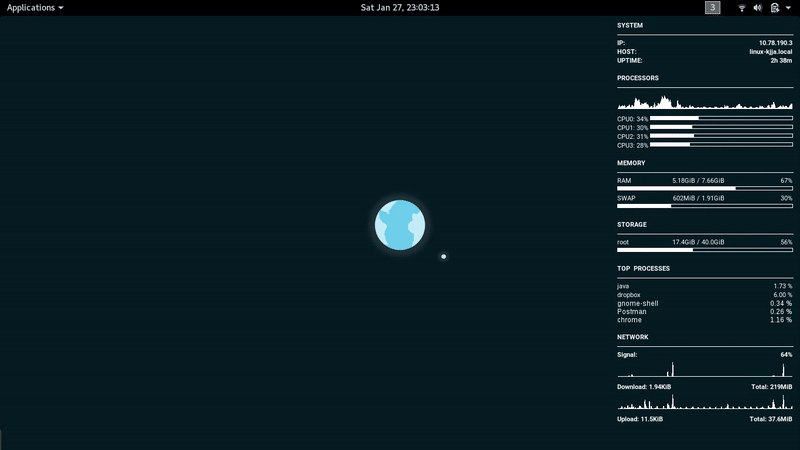 Applications
Sat Jan 27, 23:03:13
3
SYSTEM
IP: 10.78.190.3
HOST: linux-kjja.local
UPTIME: 2h 38m
PROCESSORS
CPU0: 34%
CPU1: 30%
CPU2: 31%
CPU3: 28%
MEMORY
RAM 5.18GiB / 7.66GiB 67%
SWAP 602MiB / 1.91GiB 30%
STORAGE
root 17.4GiB / 40.0GiB 56%
TOP PROCESSES
java 1.73 %
dropbox 6.00 %
gnome-shell 0.34 %
Postman 0.26 %
chrome 1.16 %
NETWORK
Signal: 64%
Download: 1.94KiB Total: 219MiB
Upload: 11.5KiB Total: 37.6MiB